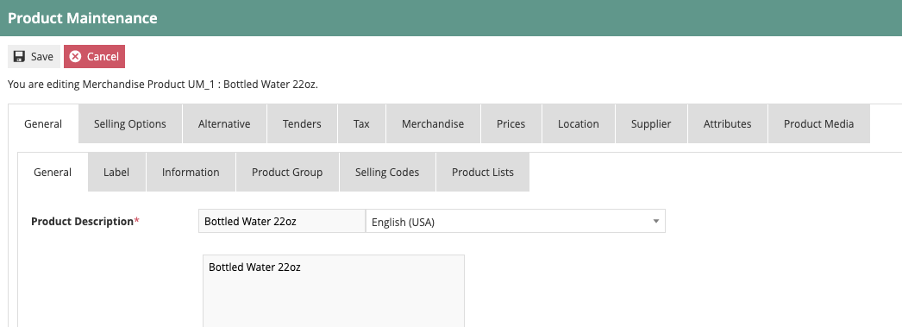 Product Maintenance
Save Cancel
You are editing Merchandise Product UM_1 : Bottled Water 22oz.
General Selling Options Alternative Tenders Tax Merchandise Prices Location Supplier Attributes Product Media
General Label Information Product Group Selling Codes Product Lists
Product Description* Bottled Water 22oz English (USA)
Bottled Water 22oz